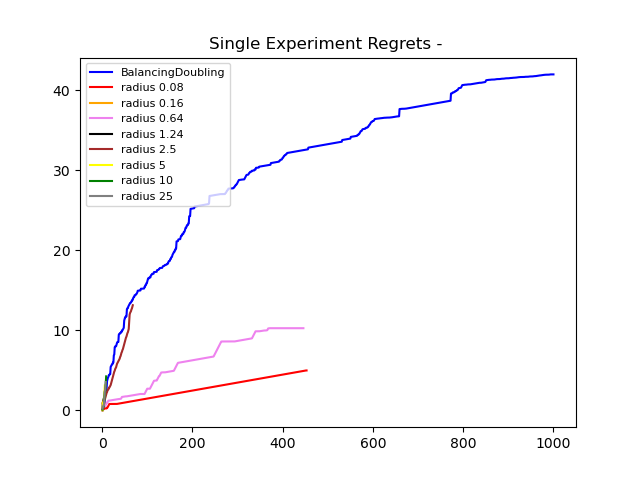 Single Experiment Regrets -
BalancingDoubling
radius 0.08
radius 0.16
radius 0.64
radius 1.24
radius 2.5
radius 5
radius 10
radius 25
40
30
20
10
0
0 200 400 600 800 1000